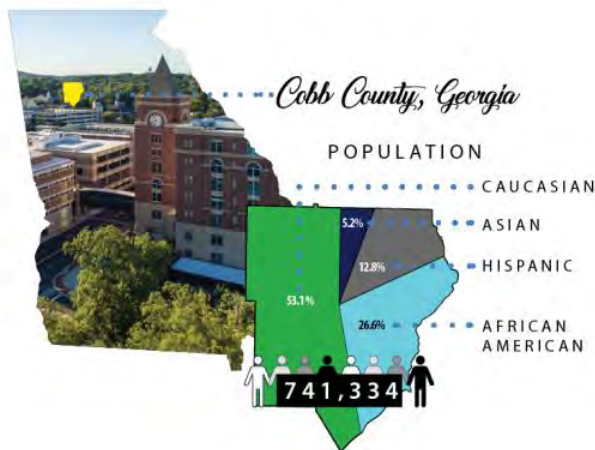 Cobb County, Georgia
POPULATION
CAUCASIAN
5.2%
ASIAN
12.8%
HISPANIC
53.1%
26.6%
AFRICAN
AMERICAN
741,334